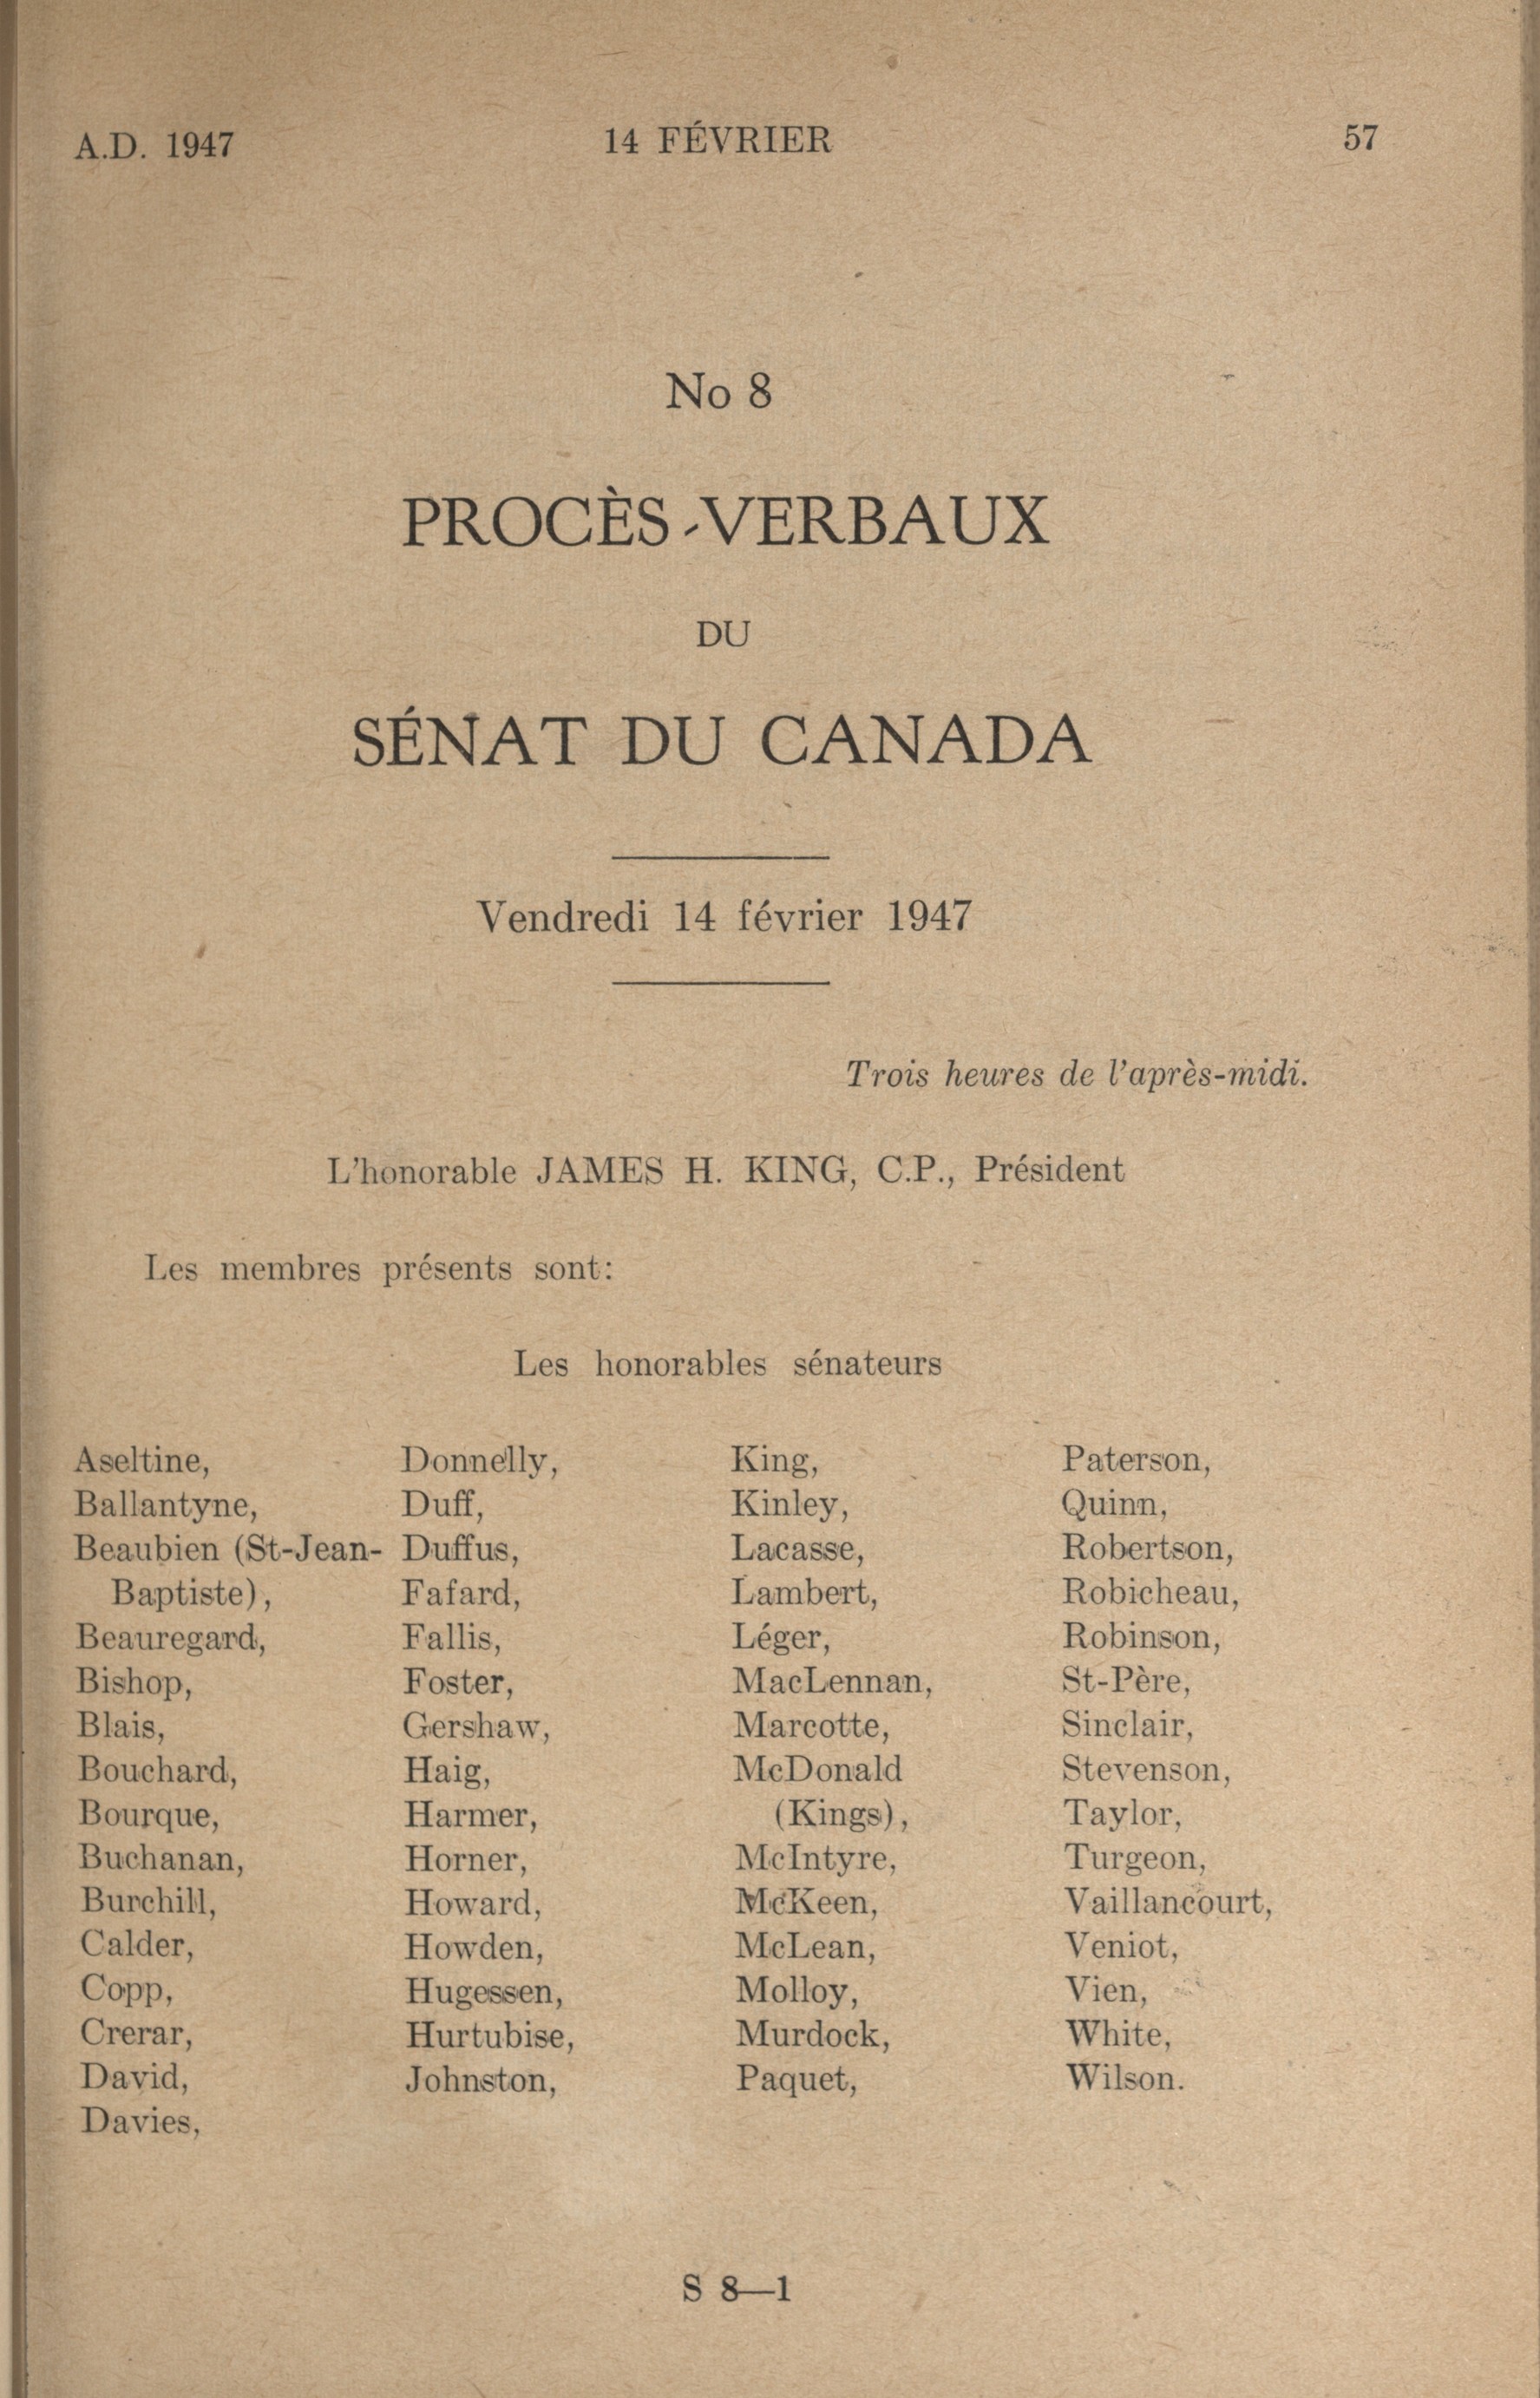 A.D. 1947 14 FÉVRIER 57
No 8
PROCÈS-VERBAUX
DU
SÉNAT DU CANADA
Vendredi 14 février 1947
Trois heures de l'après-midi.
L'honorable JAMES H. KING, C.P., Président
Les membres présents sont:
Les honorables sénateurs
Aseltine,
Ballantyne,
Beaubien (St-Jean-
Baptiste),
Beauregard,
Bishop,
Blais,
Bouchard,
Bourque,
Buchanan,
Burchill,
Calder,
Copp,
Crerar,
David,
Davies,
Donnelly,
Duff,
Duffus,
Fafard,
Fallis,
Foster,
Gershaw,
Haig,
Harmer,
Horner,
Howard,
Howden,
Hugessen,
Hurtubise,
Johnston,
King,
Kinley,
Lacasse,
Lambert,
Léger,
MacLennan,
Marcotte,
McDonald
(Kings),
McIntyre,
McKeen,
McLean,
Molloy,
Murdock,
Paquet,
Paterson,
Quinn,
Robertson,
Robicheau,
Robinson,
St-Père,
Sinclair,
Stevenson,
Taylor,
Turgeon,
Vaillancourt,
Veniot,
Vien,
White,
Wilson.
S 8—1